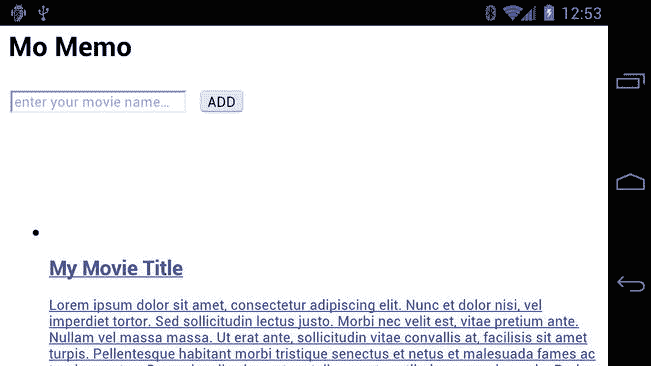 12:53
Mo Memo
enter your movie name...
ADD
My Movie Title
Lorem ipsum dolor sit amet, consectetur adipiscing elit. Nunc et dolor nisi, vel
imperdiet tortor. Sed sollicitudin lectus justo. Morbi nec velit est, vitae pretium ante.
Nullam vel massa massa. Ut erat ante, sollicitudin vitae convallis at, facilisis sit amet
turpis. Pellentesque habitant morbi tristique senectus et netus et malesuada fames ac